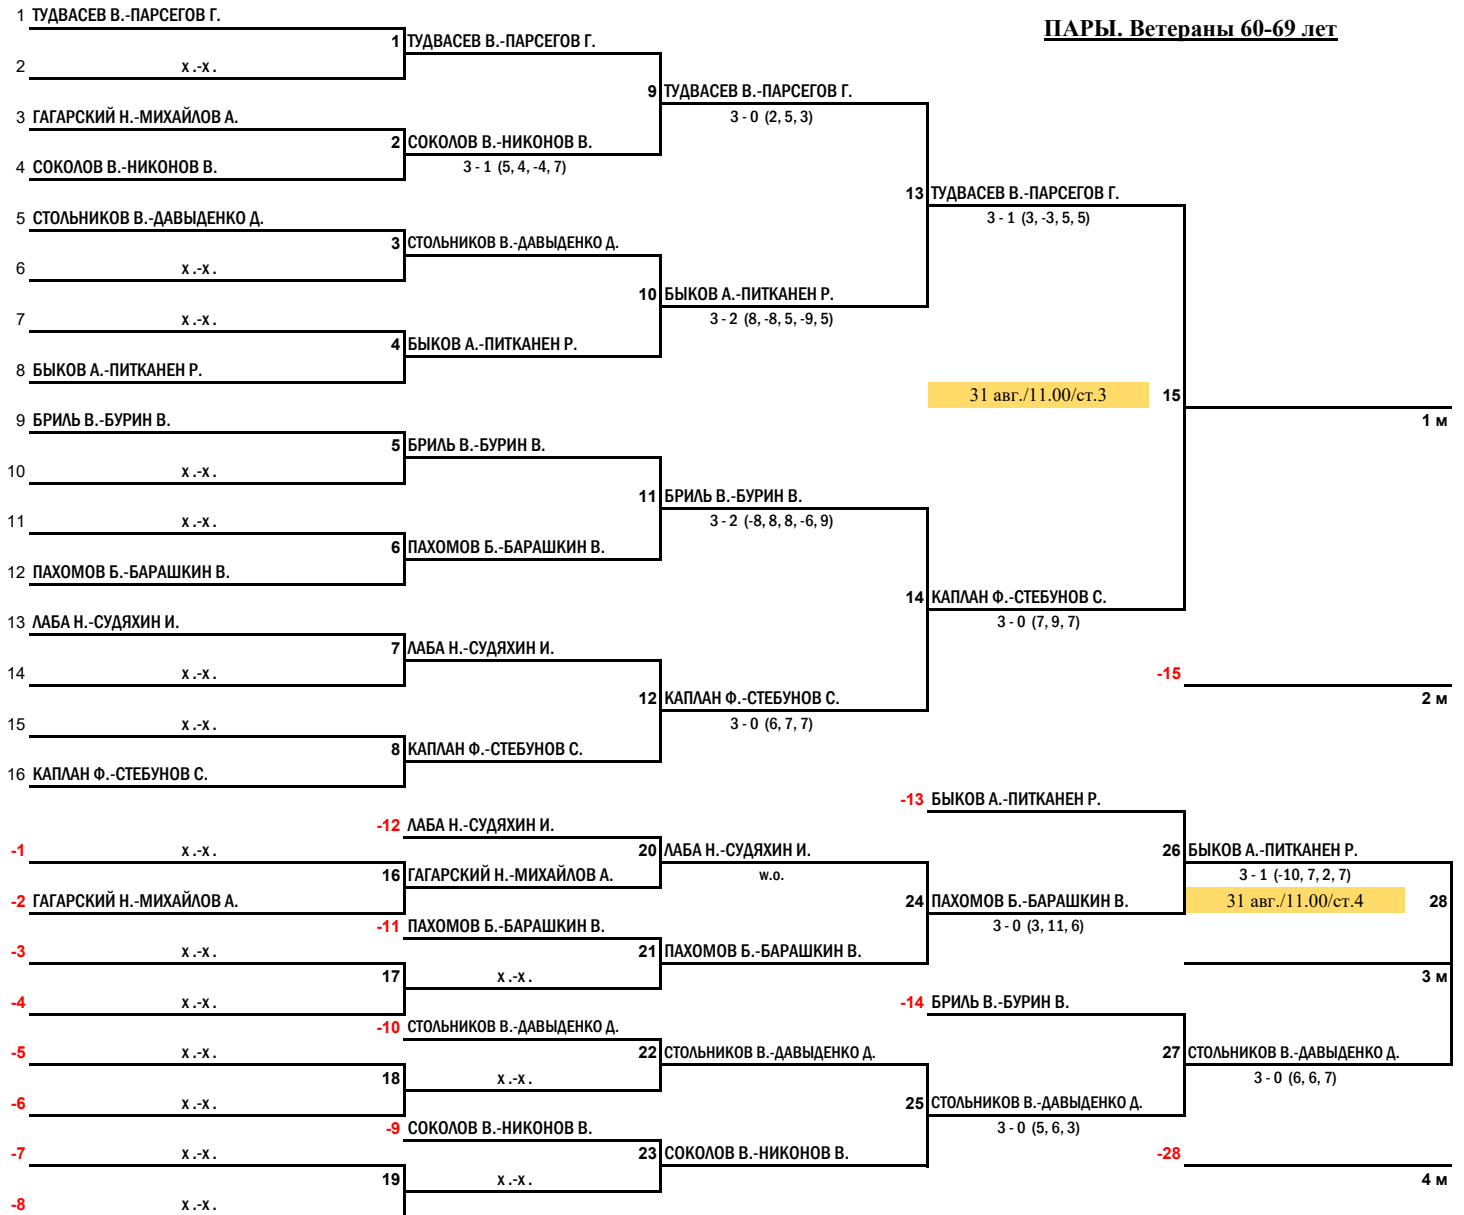 ПАРЫ. Ветераны 60-69 лет
1 ТУДВАСЕВ В.-ПАРСЕГОВ Г.
1 ТУДВАСЕВ В.-ПАРСЕГОВ Г.
2 х .-х .
9 ТУДВАСЕВ В.-ПАРСЕГОВ Г.
3 - 0 (2, 5, 3)
3 ГАГАРСКИЙ Н.-МИХАЙЛОВ А.
2 СОКОЛОВ В.-НИКОНОВ В.
3 - 1 (5, 4, -4, 7)
4 СОКОЛОВ В.-НИКОНОВ В.
13 ТУДВАСЕВ В.-ПАРСЕГОВ Г.
3 - 1 (3, -3, 5, 5)
5 СТОЛЬНИКОВ В.-ДАВЫДЕНКО Д.
3 СТОЛЬНИКОВ В.-ДАВЫДЕНКО Д.
6 х .-х .
10 БЫКОВ А.-ПИТКАНЕН Р.
3 - 2 (8, -8, 5, -9, 5)
7 х .-х .
4 БЫКОВ А.-ПИТКАНЕН Р.
8 БЫКОВ А.-ПИТКАНЕН Р.
31 авг./11.00/ст.3 15
1 м
9 БРИЛЬ В.-БУРИН В.
5 БРИЛЬ В.-БУРИН В.
10 х .-х .
11 БРИЛЬ В.-БУРИН В.
3 - 2 (-8, 8, 8, -6, 9)
11 х .-х .
6 ПАХОМОВ Б.-БАРАШКИН В.
12 ПАХОМОВ Б.-БАРАШКИН В.
14 КАПЛАН Ф.-СТЕБУНОВ С.
3 - 0 (7, 9, 7)
13 ЛАБА Н.-СУДЯХИН И.
7 ЛАБА Н.-СУДЯХИН И.
14 х .-х .
-15
2 м
12 КАПЛАН Ф.-СТЕБУНОВ С.
3 - 0 (6, 7, 7)
15 х .-х .
8 КАПЛАН Ф.-СТЕБУНОВ С.
16 КАПЛАН Ф.-СТЕБУНОВ С.
-13 БЫКОВ А.-ПИТКАНЕН Р.
-12 ЛАБА Н.-СУДЯХИН И.
-1 х .-х .
20 ЛАБА Н.-СУДЯХИН И.
w.o.
26 БЫКОВ А.-ПИТКАНЕН Р.
3 - 1 (-10, 7, 2, 7)
16 ГАГАРСКИЙ Н.-МИХАЙЛОВ А.
-2 ГАГАРСКИЙ Н.-МИХАЙЛОВ А.
24 ПАХОМОВ Б.-БАРАШКИН В.
3 - 0 (3, 11, 6)
31 авг./11.00/ст.4 28
-11 ПАХОМОВ Б.-БАРАШКИН В.
-3 х .-х .
21 ПАХОМОВ Б.-БАРАШКИН В.
17 х .-х .
3 м
-4 х .-х .
-14 БРИЛЬ В.-БУРИН В.
-10 СТОЛЬНИКОВ В.-ДАВЫДЕНКО Д.
-5 х .-х .
22 СТОЛЬНИКОВ В.-ДАВЫДЕНКО Д.
27 СТОЛЬНИКОВ В.-ДАВЫДЕНКО Д.
3 - 0 (6, 6, 7)
18 х .-х .
-6 х .-х .
25 СТОЛЬНИКОВ В.-ДАВЫДЕНКО Д.
3 - 0 (5, 6, 3)
-9 СОКОЛОВ В.-НИКОНОВ В.
-7 х .-х .
23 СОКОЛОВ В.-НИКОНОВ В.
-28
4 м
19 х .-х .
-8 х .-х .